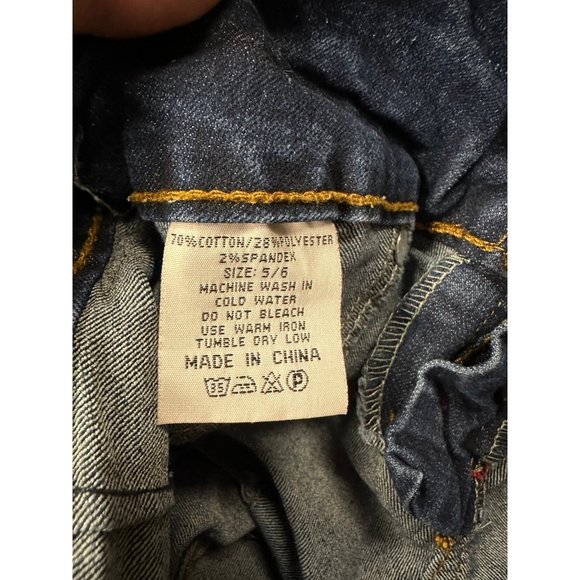 70%COTTON/28%POLYESTER
2%SPANDEX
SIZE: 5/6
MACHINE WASH IN
COLD WATER
DO NOT BLEACH
USE WARM IRON
TUMBLE DRY LOW
MADE IN CHINA
P